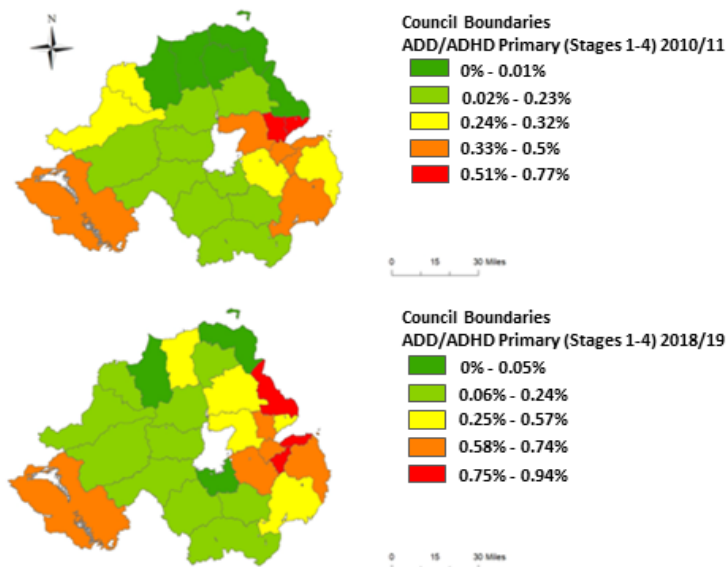 N
Council Boundaries
ADD/ADHD Primary (Stages 1-4) 2010/11
0% - 0.01%
0.02% - 0.23%
0.24% - 0.32%
0.33% - 0.5%
0.51% - 0.77%
0 15 30 Miles
Council Boundaries
ADD/ADHD Primary (Stages 1-4) 2018/19
0% - 0.05%
0.06% - 0.24%
0.25% - 0.57%
0.58% - 0.74%
0.75% - 0.94%
0 15 30 Miles